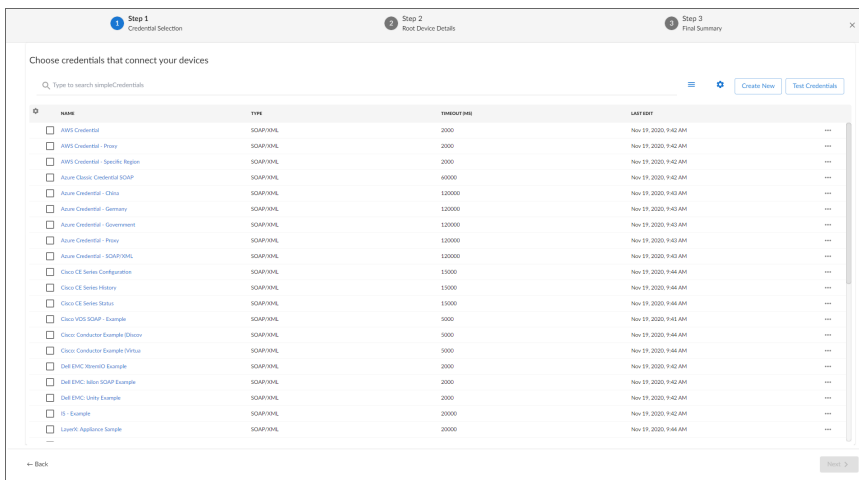 1 Step 1 Credential Selection
2 Step 2 Root Device Details
3 Step 3 Final Summary
Choose credentials that connect your devices
Type to search simpleCredentials
Create New Test Credentials
NAME TYPE TIMEOUT (MS) LAST EDIT
AWS Credential SOAP/XML 2000 Nov 19, 2020, 9:42 AM
AWS Credential - Proxy SOAP/XML 2000 Nov 19, 2020, 9:42 AM
AWS Credential - Specific Region SOAP/XML 2000 Nov 19, 2020, 9:42 AM
Azure Classic Credential SOAP SOAP/XML 60000 Nov 19, 2020, 9:42 AM
Azure Credential - China SOAP/XML 120000 Nov 19, 2020, 9:43 AM
Azure Credential - Germany SOAP/XML 120000 Nov 19, 2020, 9:43 AM
Azure Credential - Government SOAP/XML 120000 Nov 19, 2020, 9:43 AM
Azure Credential - Proxy SOAP/XML 120000 Nov 19, 2020, 9:43 AM
Azure Credential - SOAP/XML SOAP/XML 120000 Nov 19, 2020, 9:43 AM
Cisco CE Series Configuration SOAP/XML 15000 Nov 19, 2020, 9:44 AM
Cisco CE Series History SOAP/XML 15000 Nov 19, 2020, 9:44 AM
Cisco CE Series Status SOAP/XML 15000 Nov 19, 2020, 9:44 AM
Cisco VOS SOAP - Example SOAP/XML 5000 Nov 19, 2020, 9:41 AM
Cisco: Conductor Example (Discov SOAP/XML 5000 Nov 19, 2020, 9:44 AM
Cisco: Conductor Example (Virtua SOAP/XML 5000 Nov 19, 2020, 9:44 AM
Dell EMC XtremIO Example SOAP/XML 2000 Nov 19, 2020, 9:42 AM
Dell EMC: Isilon SOAP Example SOAP/XML 2000 Nov 19, 2020, 9:42 AM
Dell EMC: Unity Example SOAP/XML 2000 Nov 19, 2020, 9:42 AM
IS - Example SOAP/XML 20000 Nov 19, 2020, 9:42 AM
LayerX: Appliance Sample SOAP/XML 20000 Nov 19, 2020, 9:44 AM
← Back
Next